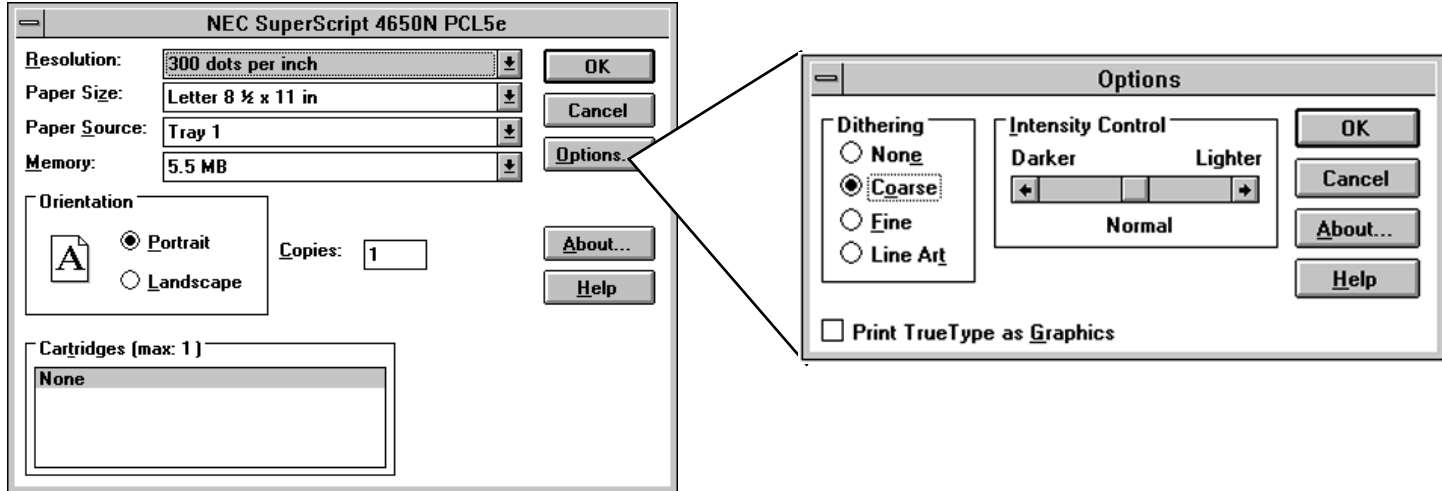 NEC SuperScript 4650N PCL5e
Resolution: 300 dots per inch
Paper Size: Letter 8 ½ x 11 in
Paper Source: Tray 1
Memory: 5.5 MB
OK
Cancel
Options...
Orientation
A
Portrait
Landscape
Copies: 1
About...
Help
Cartridges (max: 1 )
None
Options
Dithering
None
Coarse
Fine
Line Art
Intensity Control
Darker Lighter
Normal
OK
Cancel
About...
Help
Print TrueType as Graphics